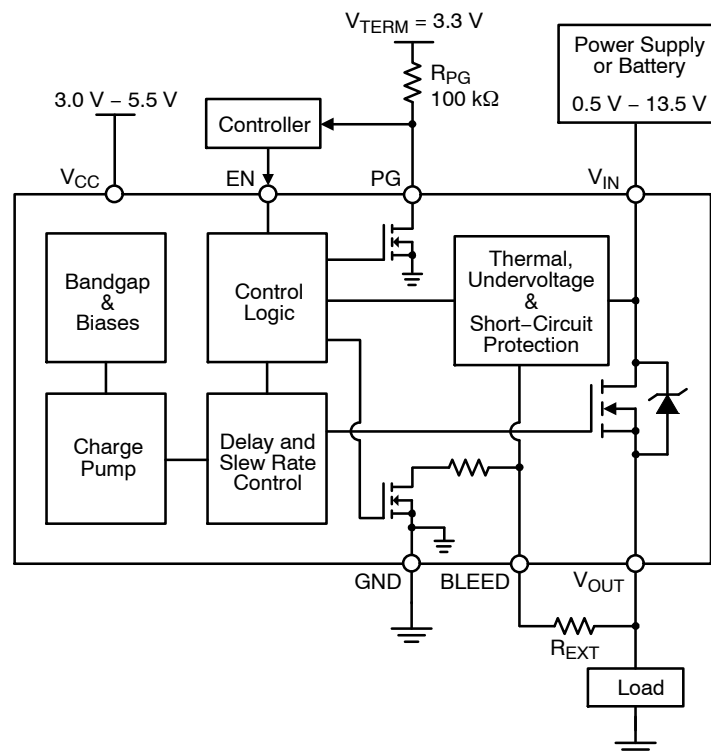 V_TERM = 3.3 V
Power Supply
or Battery
0.5 V − 13.5 V
R_PG
100 kΩ
3.0 V − 5.5 V
Controller
V_CC
EN
PG
V_IN
Bandgap
&
Biases
Control
Logic
Thermal,
Undervoltage
&
Short−Circuit
Protection
Charge
Pump
Delay and
Slew Rate
Control
GND
BLEED
V_OUT
R_EXT
Load